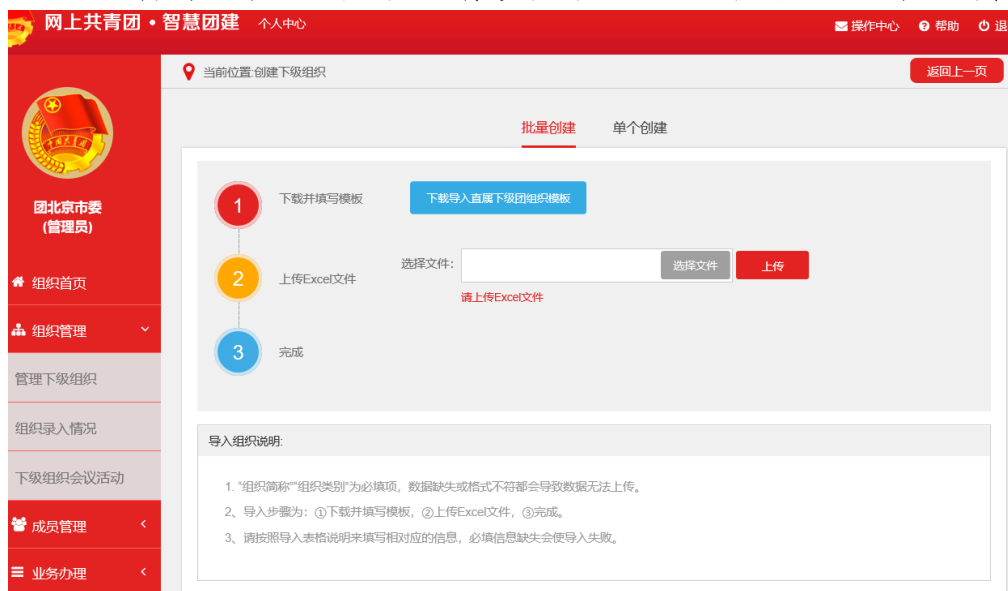 网上共青团·智慧团建 个人中心 操作中心 帮助 退
当前位置:创建下级组织 返回上一页
批量创建 单个创建
团北京市委
(管理员)
组织首页
组织管理
管理下级组织
组织录入情况
下级组织会议活动
成员管理
业务办理
1 下载并填写模板 下载导入直属下级团组织模板
2 上传Excel文件 选择文件: 选择文件 上传
请上传Excel文件
3 完成
导入组织说明:
1. "组织简称""组织类别"为必填项，数据缺失或格式不符都会导致数据无法上传。
2、导入步骤为：①下载并填写模板，②上传Excel文件，③完成。
3、请按照导入表格说明来填写相对应的信息，必填信息缺失会使导入失败。